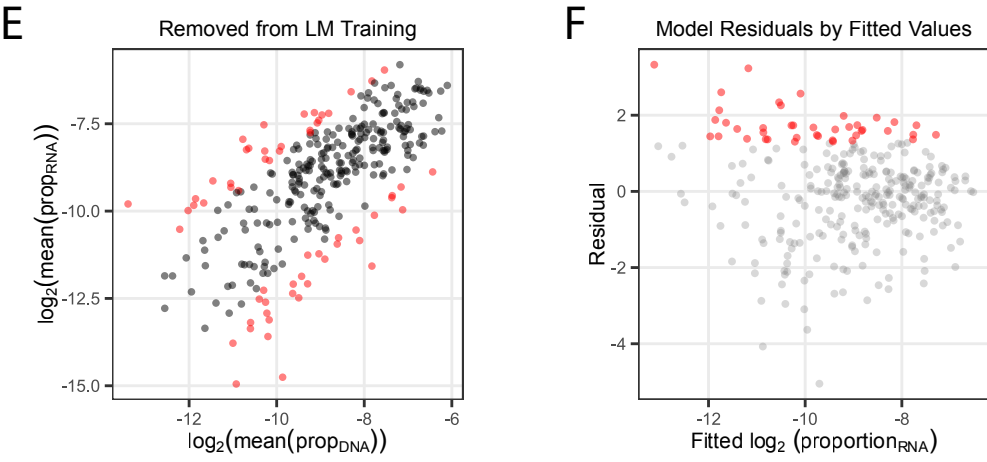 E
Removed from LM Training
log2(mean(propRNA))
-7.5
-10.0
-12.5
-15.0
-12 -10 -8 -6
log2(mean(propDNA))
F
Model Residuals by Fitted Values
Residual
2
0
-2
-4
-12 -10 -8
Fitted log2 (proportionRNA)